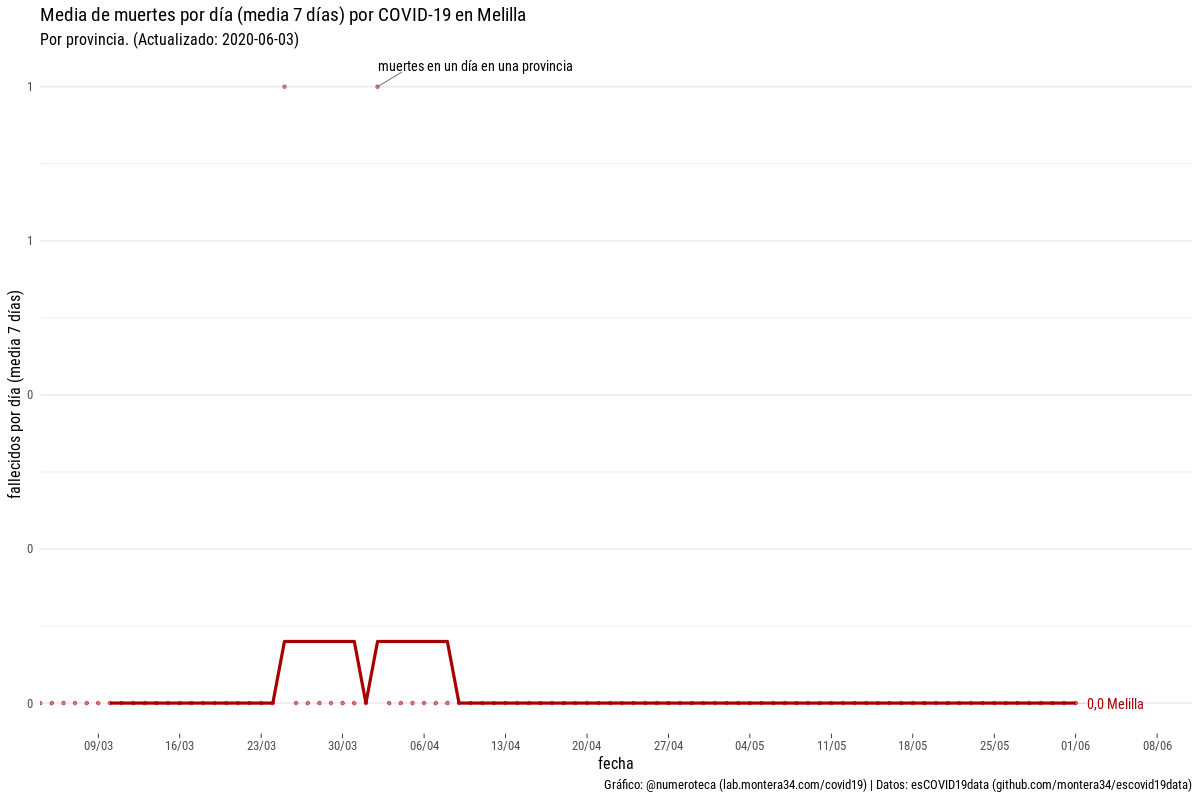 Media de muertes por día (media 7 días) por COVID-19 en Melilla
Por provincia. (Actualizado: 2020-06-03)
muertes en un día en una provincia
1
1
0
0
0
fallecidos por día (media 7 días)
0,0 Melilla
09/03 16/03 23/03 30/03 06/04 13/04 20/04 27/04 04/05 11/05 18/05 25/05 01/06 08/06
fecha
Gráfico: @numeroteca (lab.montera34.com/covid19) | Datos: esCOVID19data (github.com/montera34/escovid19data)